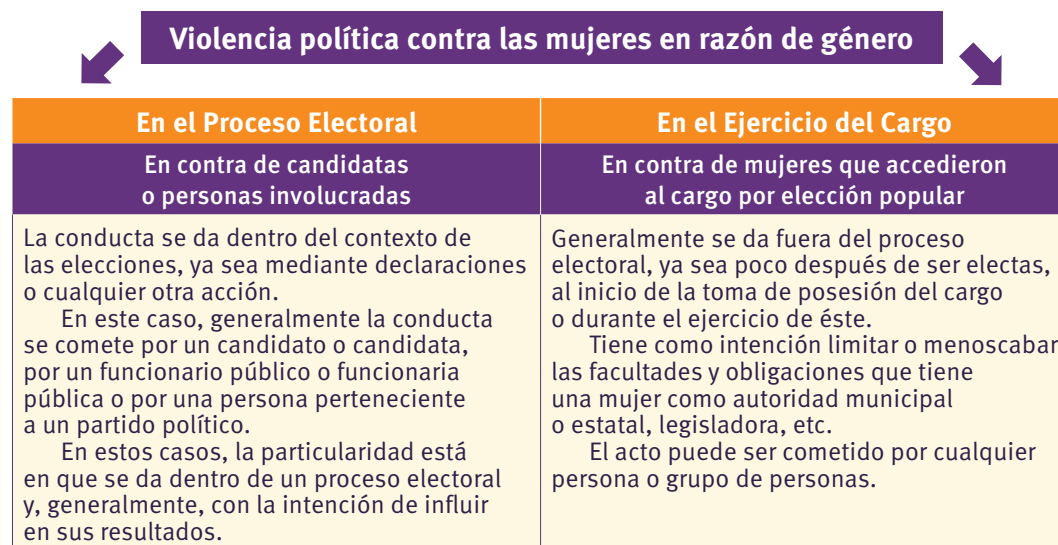 Violencia política contra las mujeres en razón de género
En el Proceso Electoral
En contra de candidatas
o personas involucradas
La conducta se da dentro del contexto de
las elecciones, ya sea mediante declaraciones
o cualquier otra acción.
En este caso, generalmente la conducta
se comete por un candidato o candidata,
por un funcionario público o funcionaria
pública o por una persona perteneciente
a un partido político.
En estos casos, la particularidad está
en que se da dentro de un proceso electoral
y, generalmente, con la intención de influir
en sus resultados.
En el Ejercicio del Cargo
En contra de mujeres que accedieron
al cargo por elección popular
Generalmente se da fuera del proceso
electoral, ya sea poco después de ser electas,
al inicio de la toma de posesión del cargo
o durante el ejercicio de éste.
Tiene como intención limitar o menoscabar
las facultades y obligaciones que tiene
una mujer como autoridad municipal
o estatal, legisladora, etc.
El acto puede ser cometido por cualquier
persona o grupo de personas.